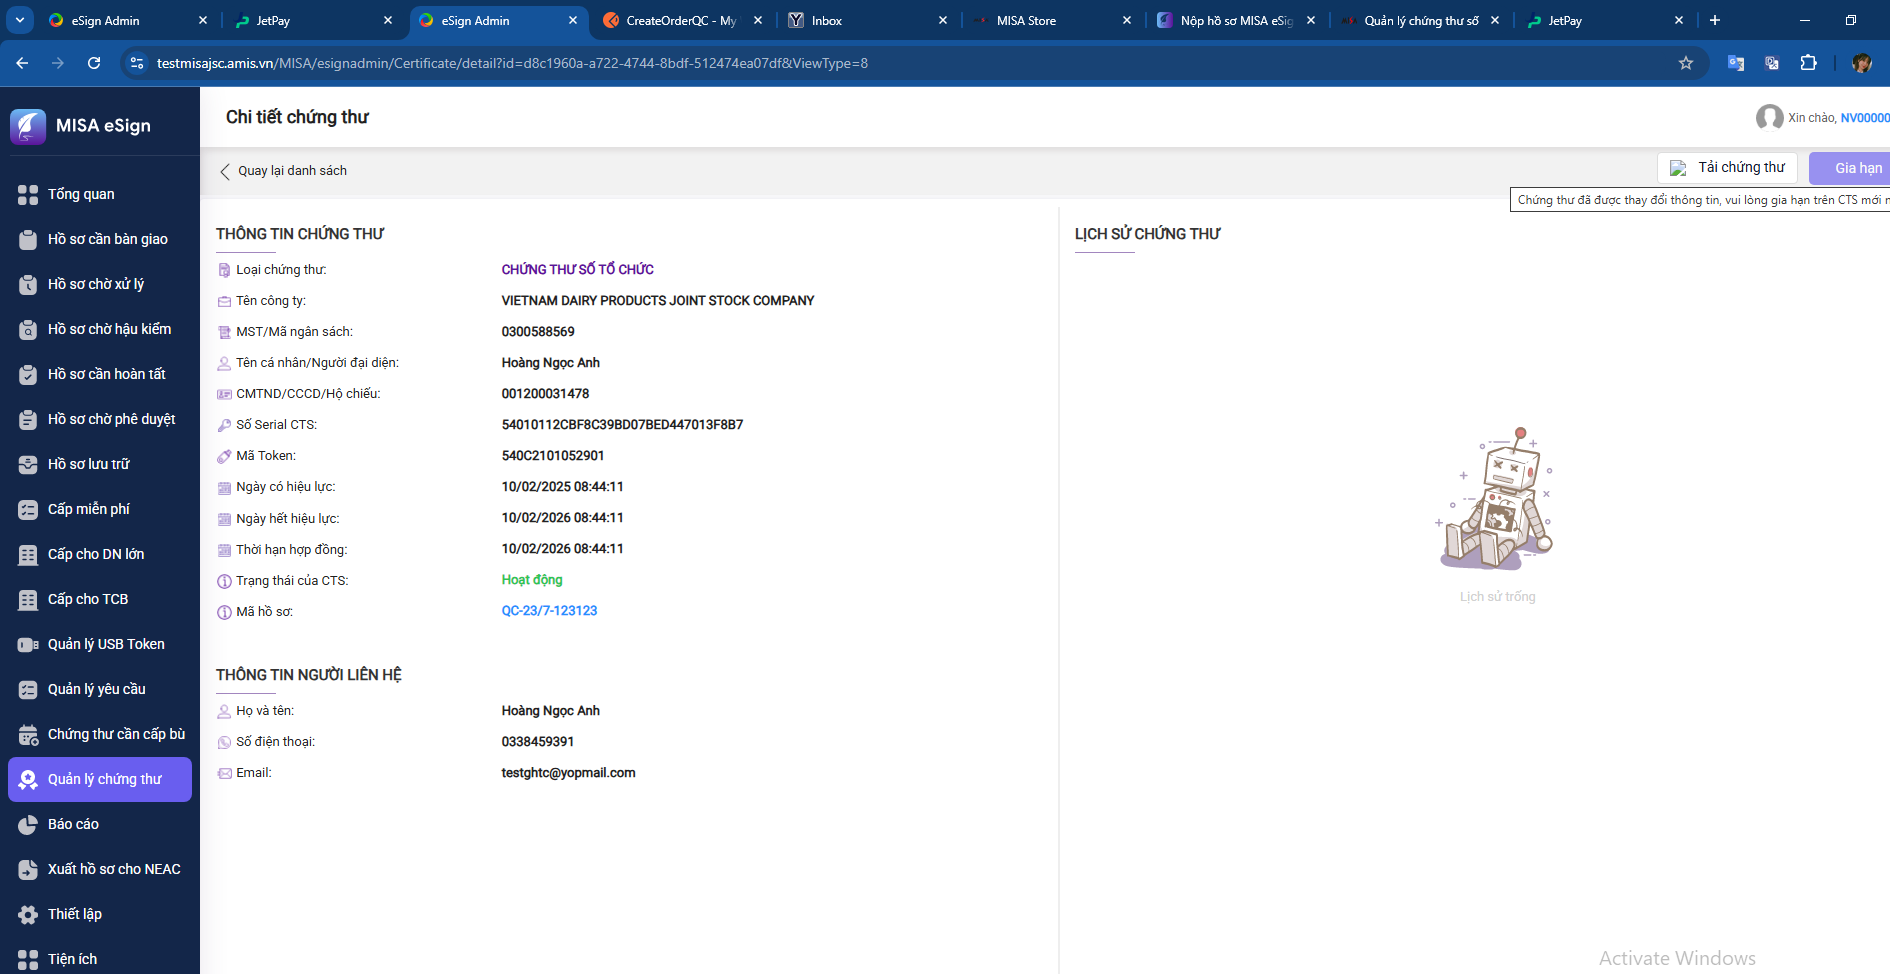 eSign Admin
JetPay
eSign Admin
CreateOrderQC - My
Inbox
MISA Store
Nộp hồ sơ MISA eSig
Quản lý chứng thư số
JetPay
testmisajsc.amis.vn/MISA/esignadmin/Certificate/detail?id=d8c1960a-a722-4744-8bdf-512474ea07df&ViewType=8
MISA eSign
Chi tiết chứng thư
Xin chào, NV00000
Quay lại danh sách
Tải chứng thư
Gia hạn
Chứng thư đã được thay đổi thông tin, vui lòng gia hạn trên CTS mới
Tổng quan
Hồ sơ cần bàn giao
Hồ sơ chờ xử lý
Hồ sơ chờ hậu kiểm
Hồ sơ cần hoàn tất
Hồ sơ chờ phê duyệt
Hồ sơ lưu trữ
Cấp miễn phí
Cấp cho DN lớn
Cấp cho TCB
Quản lý USB Token
Quản lý yêu cầu
Chứng thư cần cấp bù
Quản lý chứng thư
Báo cáo
Xuất hồ sơ cho NEAC
Thiết lập
Tiện ích
THÔNG TIN CHỨNG THƯ
Loại chứng thư: CHỨNG THƯ SỐ TỔ CHỨC
Tên công ty: VIETNAM DAIRY PRODUCTS JOINT STOCK COMPANY
MST/Mã ngân sách: 0300588569
Tên cá nhân/Người đại diện: Hoàng Ngọc Anh
CMTND/CCCD/Hộ chiếu: 001200031478
Số Serial CTS: 54010112CBF8C39BD07BED447013F8B7
Mã Token: 540C2101052901
Ngày có hiệu lực: 10/02/2025 08:44:11
Ngày hết hiệu lực: 10/02/2026 08:44:11
Thời hạn hợp đồng: 10/02/2026 08:44:11
Trạng thái của CTS: Hoạt động
Mã hồ sơ: QC-23/7-123123
THÔNG TIN NGƯỜI LIÊN HỆ
Họ và tên: Hoàng Ngọc Anh
Số điện thoại: 0338459391
Email: testghtc@yopmail.com
LỊCH SỬ CHỨNG THƯ
Lịch sử trống
Activate Windows